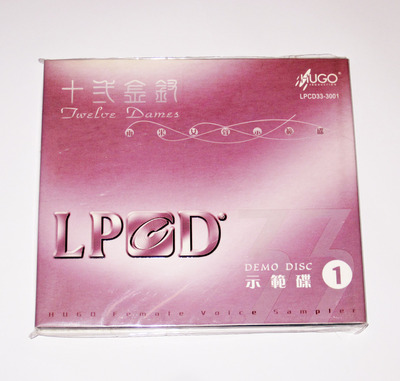 十弍金釵
HUGO
LPCD33-3001
Twelve Dames
LPCD
33
DEMO DISC
示範碟
1
HUGO Female Voice Sampler